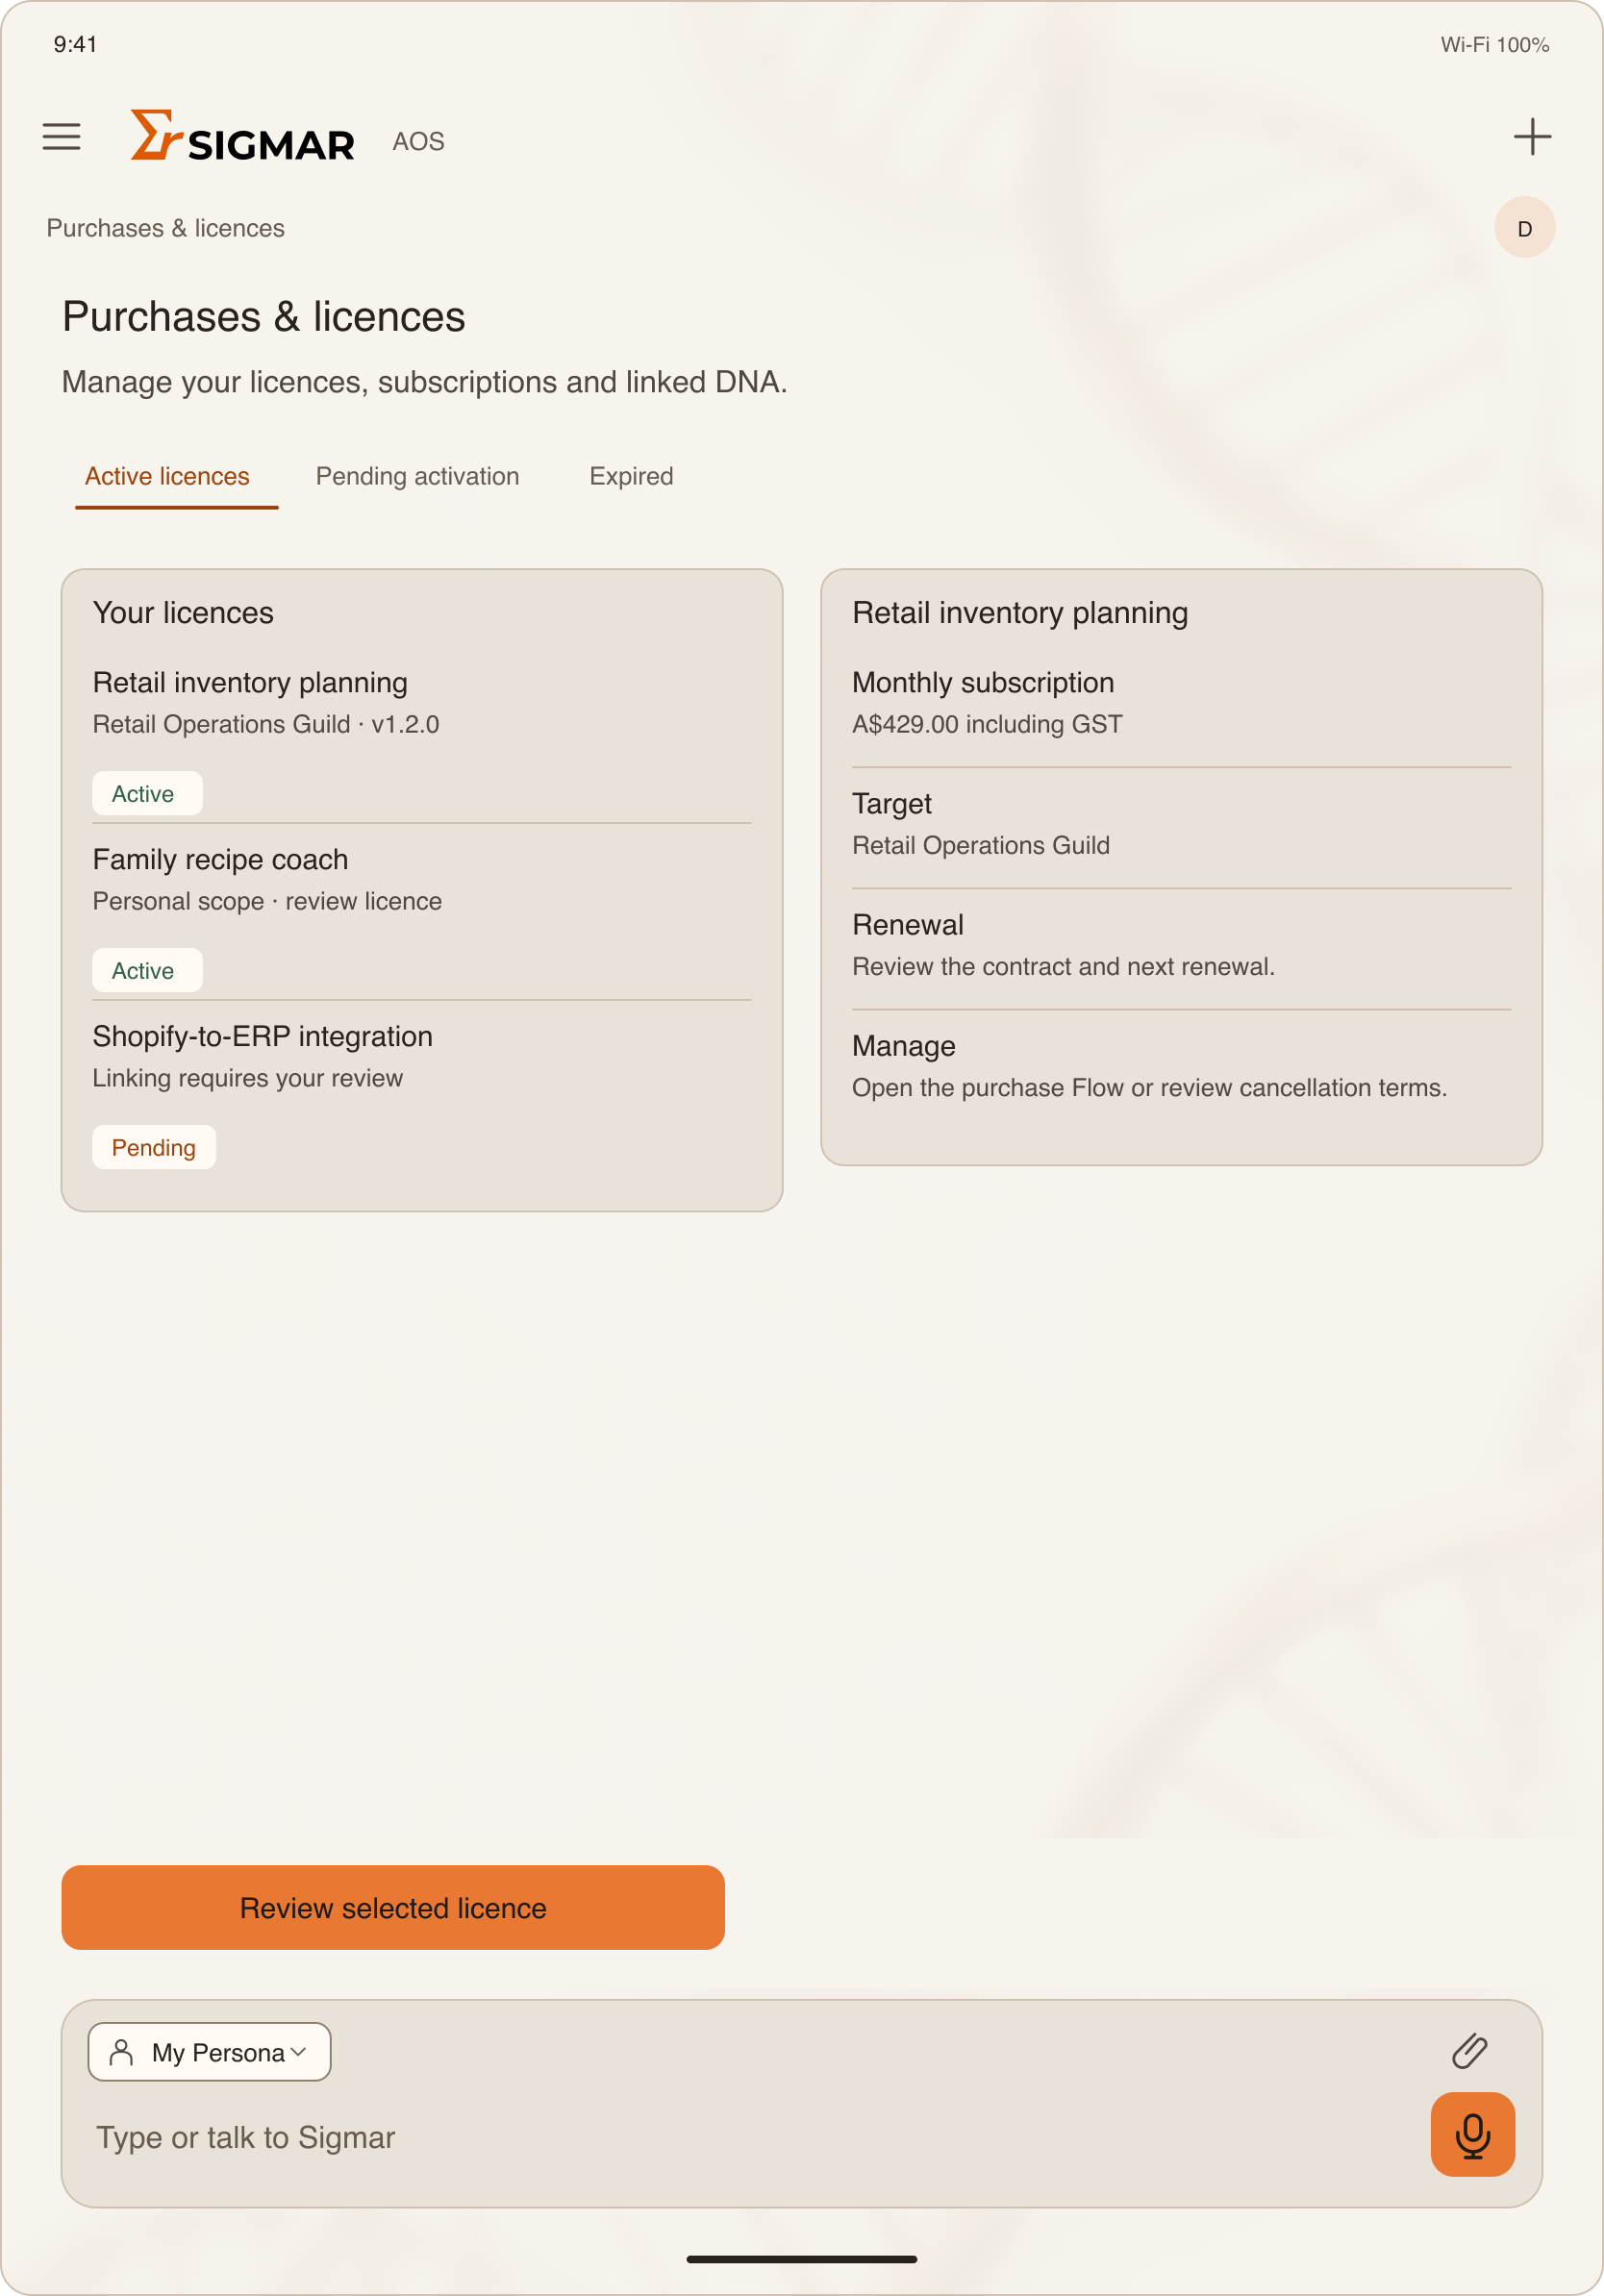 9:41
Wi-Fi 100%
Σr SIGMAR AOS
Purchases & licences
D
Purchases & licences
Manage your licences, subscriptions and linked DNA.
Active licences
Pending activation
Expired
Your licences
Retail inventory planning
Retail Operations Guild · v1.2.0
Active
Family recipe coach
Personal scope · review licence
Active
Shopify-to-ERP integration
Linking requires your review
Pending
Retail inventory planning
Monthly subscription
A$429.00 including GST
Target
Retail Operations Guild
Renewal
Review the contract and next renewal.
Manage
Open the purchase Flow or review cancellation terms.
Review selected licence
My Persona
Type or talk to Sigmar